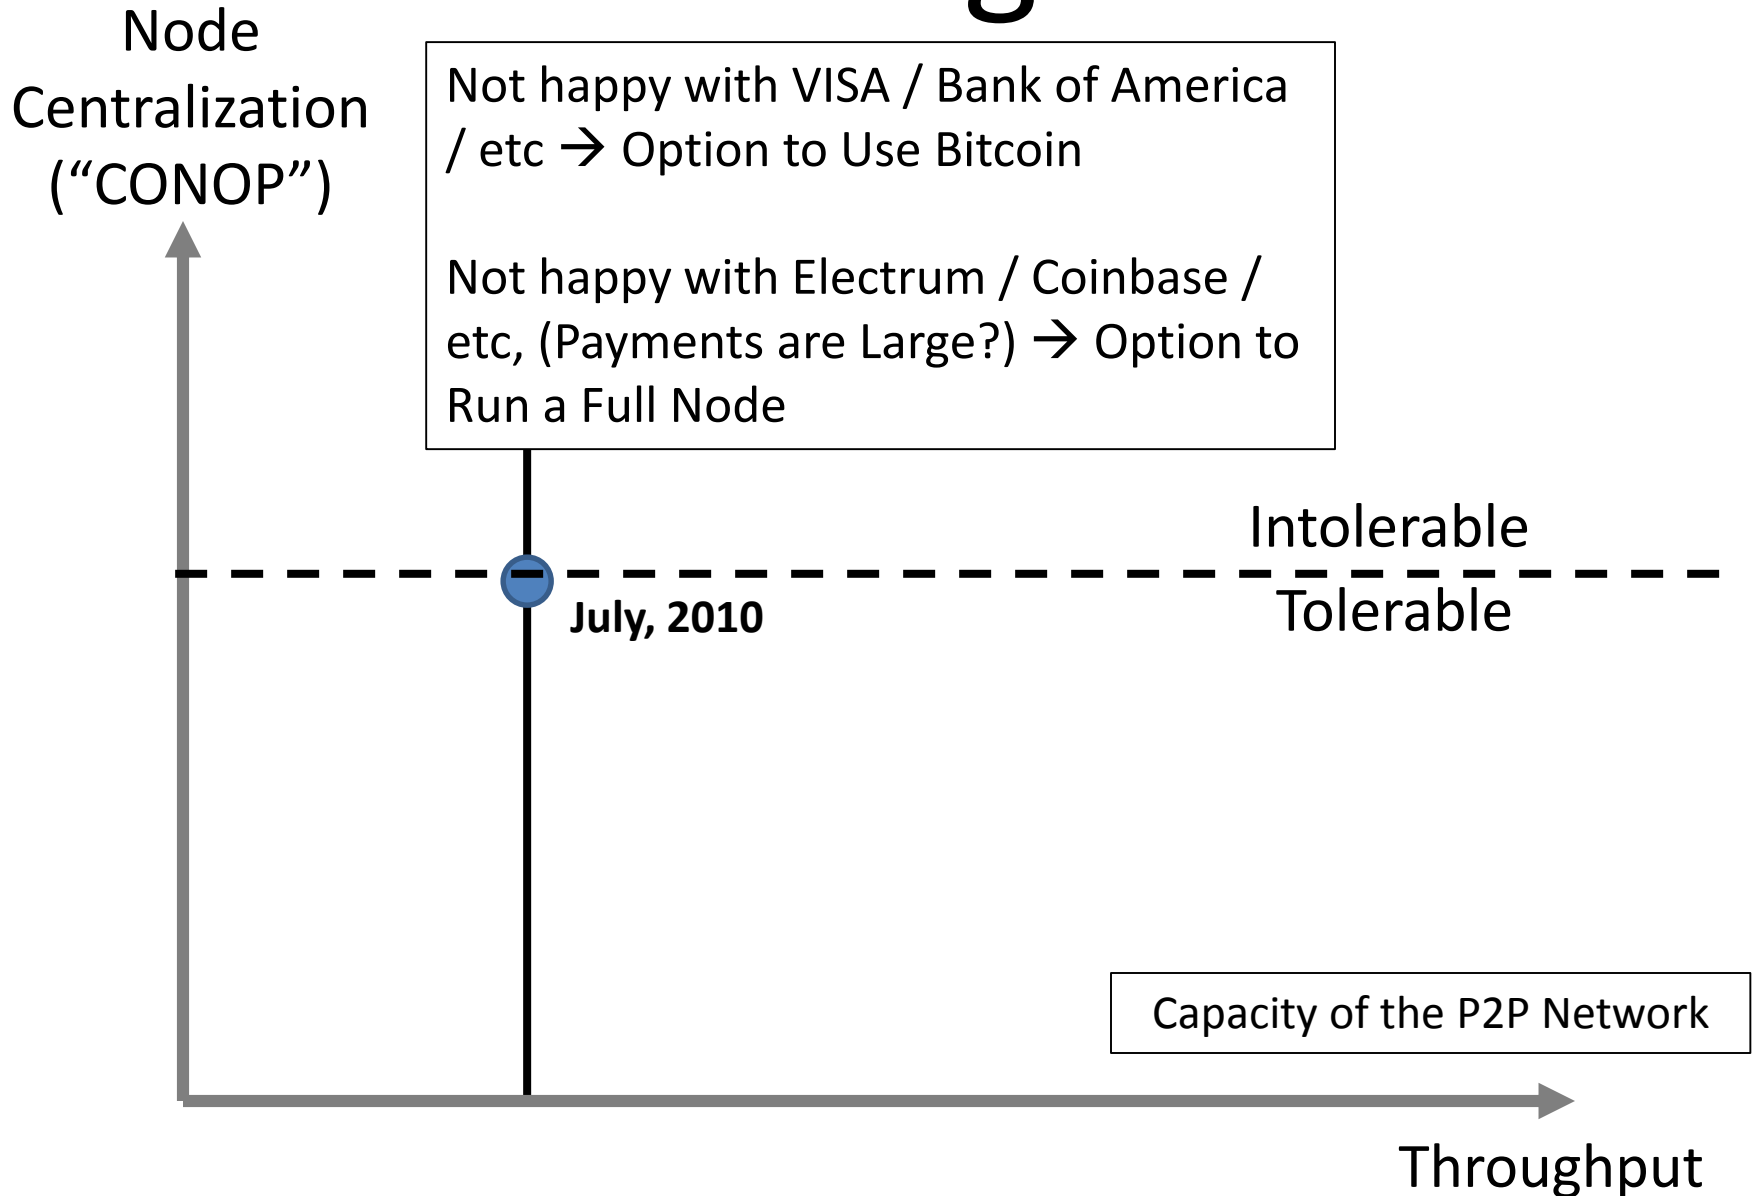 Node
Centralization
(“CONOP”)
Not happy with VISA / Bank of America
/ etc → Option to Use Bitcoin
Not happy with Electrum / Coinbase /
etc, (Payments are Large?) → Option to
Run a Full Node
Intolerable
Tolerable
July, 2010
Capacity of the P2P Network
Throughput